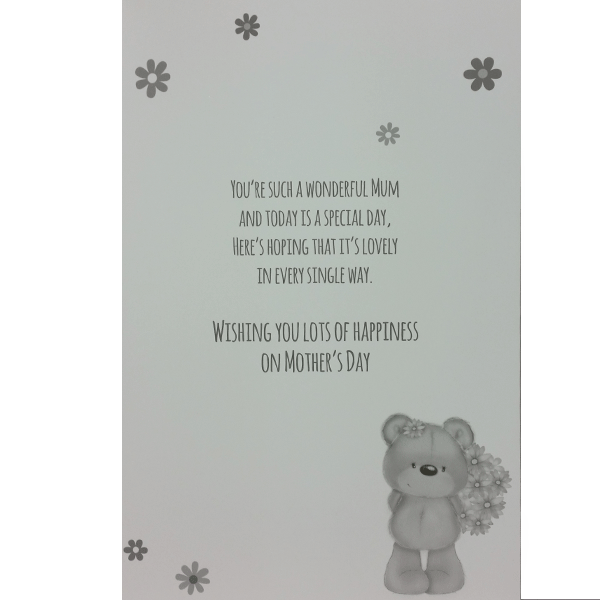 You're such a wonderful Mum
and today is a special day,
Here's hoping that it's lovely
in every single way.
Wishing you lots of happiness
on Mother's Day